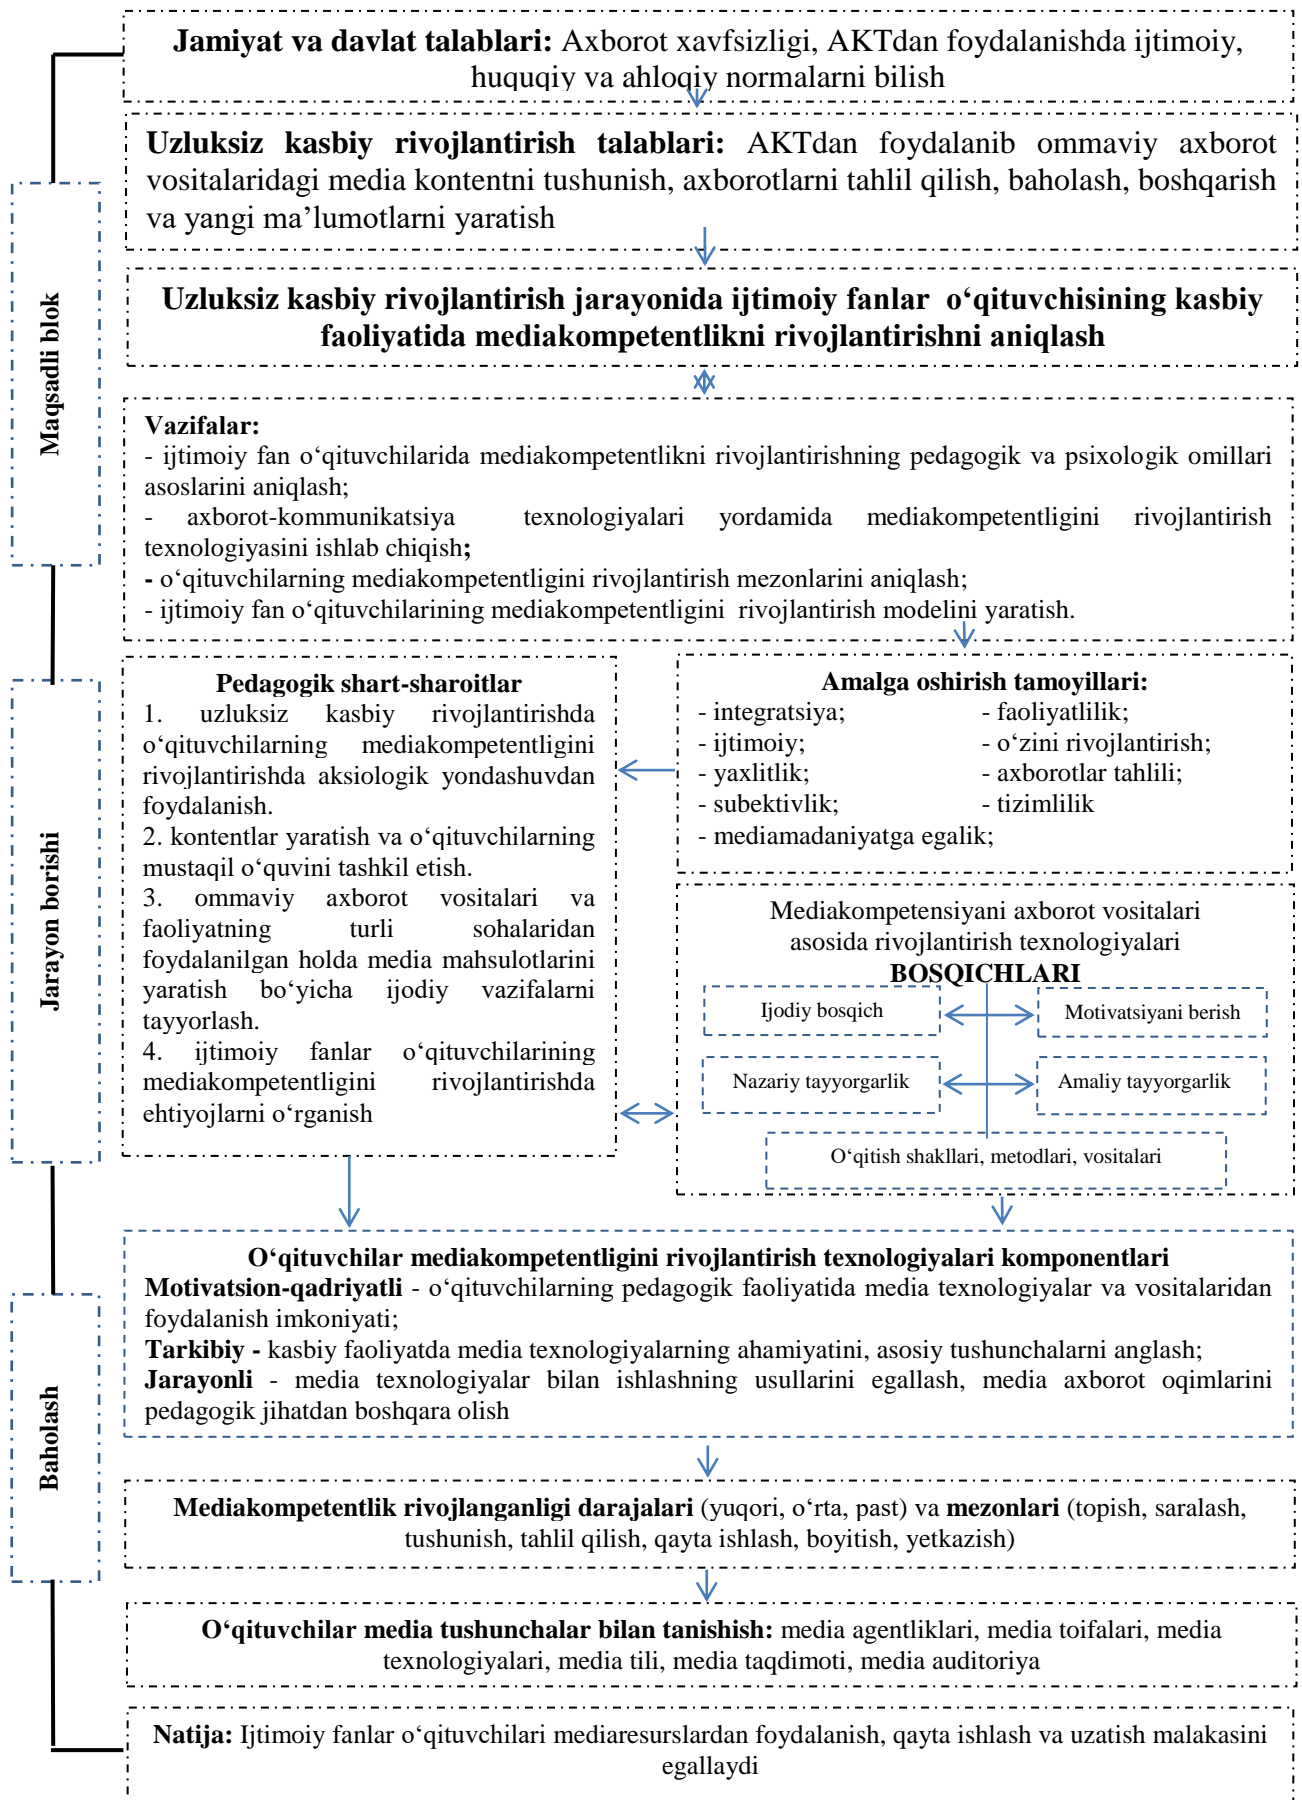 Jamiyat va davlat talablari: Axborot xavfsizligi, AKTdan foydalanishda ijtimoiy,
huquqiy va ahloqiy normalarni bilish
Uzluksiz kasbiy rivojlantirish talablari: AKTdan foydalanib ommaviy axborot
vositalaridagi media kontentni tushunish, axborotlarni tahlil qilish, baholash, boshqarish
va yangi ma’lumotlarni yaratish
Maqsadli blok
Uzluksiz kasbiy rivojlantirish jarayonida ijtimoiy fanlar o‘qituvchisining kasbiy
faoliyatida mediakompetentlikni rivojlantirishni aniqlash
Vazifalar:
- ijtimoiy fan o‘qituvchilarida mediakompetentlikni rivojlantirishning pedagogik va psixologik omillari
asoslarini aniqlash;
- axborot-kommunikatsiya texnologiyalari yordamida mediakompetentligini rivojlantirish
texnologiyasini ishlab chiqish;
- o‘qituvchilarning mediakompetentligini rivojlantirish mezonlarini aniqlash;
- ijtimoiy fan o‘qituvchilarining mediakompetentligini rivojlantirish modelini yaratish.
Jarayon borishi
Pedagogik shart-sharoitlar
1. uzluksiz kasbiy rivojlantirishda
o‘qituvchilarning mediakompetentligini
rivojlantirishda aksiologik yondashuvdan
foydalanish.
2. kontentlar yaratish va o‘qituvchilarning
mustaqil o‘quvini tashkil etish.
3. ommaviy axborot vositalari va
faoliyatning turli sohalaridan
foydalanilgan holda media mahsulotlarini
yaratish bo‘yicha ijodiy vazifalarni
tayyorlash.
4. ijtimoiy fanlar o‘qituvchilarining
mediakompetentligini rivojlantirishda
ehtiyojlarni o‘rganish
Amalga oshirish tamoyillari:
- integratsiya; - faoliyatlilik;
- ijtimoiy; - o‘zini rivojlantirish;
- yaxlitlik; - axborotlar tahlili;
- subektivlik; - tizimlilik
- mediamadaniyatga egalik;
Mediakompetensiyani axborot vositalari
asosida rivojlantirish texnologiyalari
BOSQICHLARI
Ijodiy bosqich
Motivatsiyani berish
Nazariy tayyorgarlik
Amaliy tayyorgarlik
O‘qitish shakllari, metodlari, vositalari
Baholash
O‘qituvchilar mediakompetentligini rivojlantirish texnologiyalari komponentlari
Motivatsion-qadriyatli - o‘qituvchilarning pedagogik faoliyatida media texnologiyalar va vositalaridan
foydalanish imkoniyati;
Tarkibiy - kasbiy faoliyatda media texnologiyalarning ahamiyatini, asosiy tushunchalarni anglash;
Jarayonli - media texnologiyalar bilan ishlashning usullarini egallash, media axborot oqimlarini
pedagogik jihatdan boshqara olish
Mediakompetentlik rivojlanganligi darajalari (yuqori, o‘rta, past) va mezonlari (topish, saralash,
tushunish, tahlil qilish, qayta ishlash, boyitish, yetkazish)
O‘qituvchilar media tushunchalar bilan tanishish: media agentliklari, media toifalari, media
texnologiyalari, media tili, media taqdimoti, media auditoriya
Natija: Ijtimoiy fanlar o‘qituvchilari mediaresurslardan foydalanish, qayta ishlash va uzatish malakasini
egallaydi